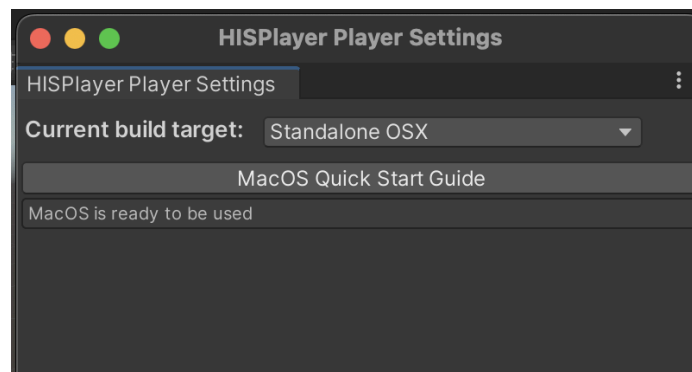 HISPlayer Player Settings
HISPlayer Player Settings
Current build target: Standalone OSX
MacOS Quick Start Guide
MacOS is ready to be used